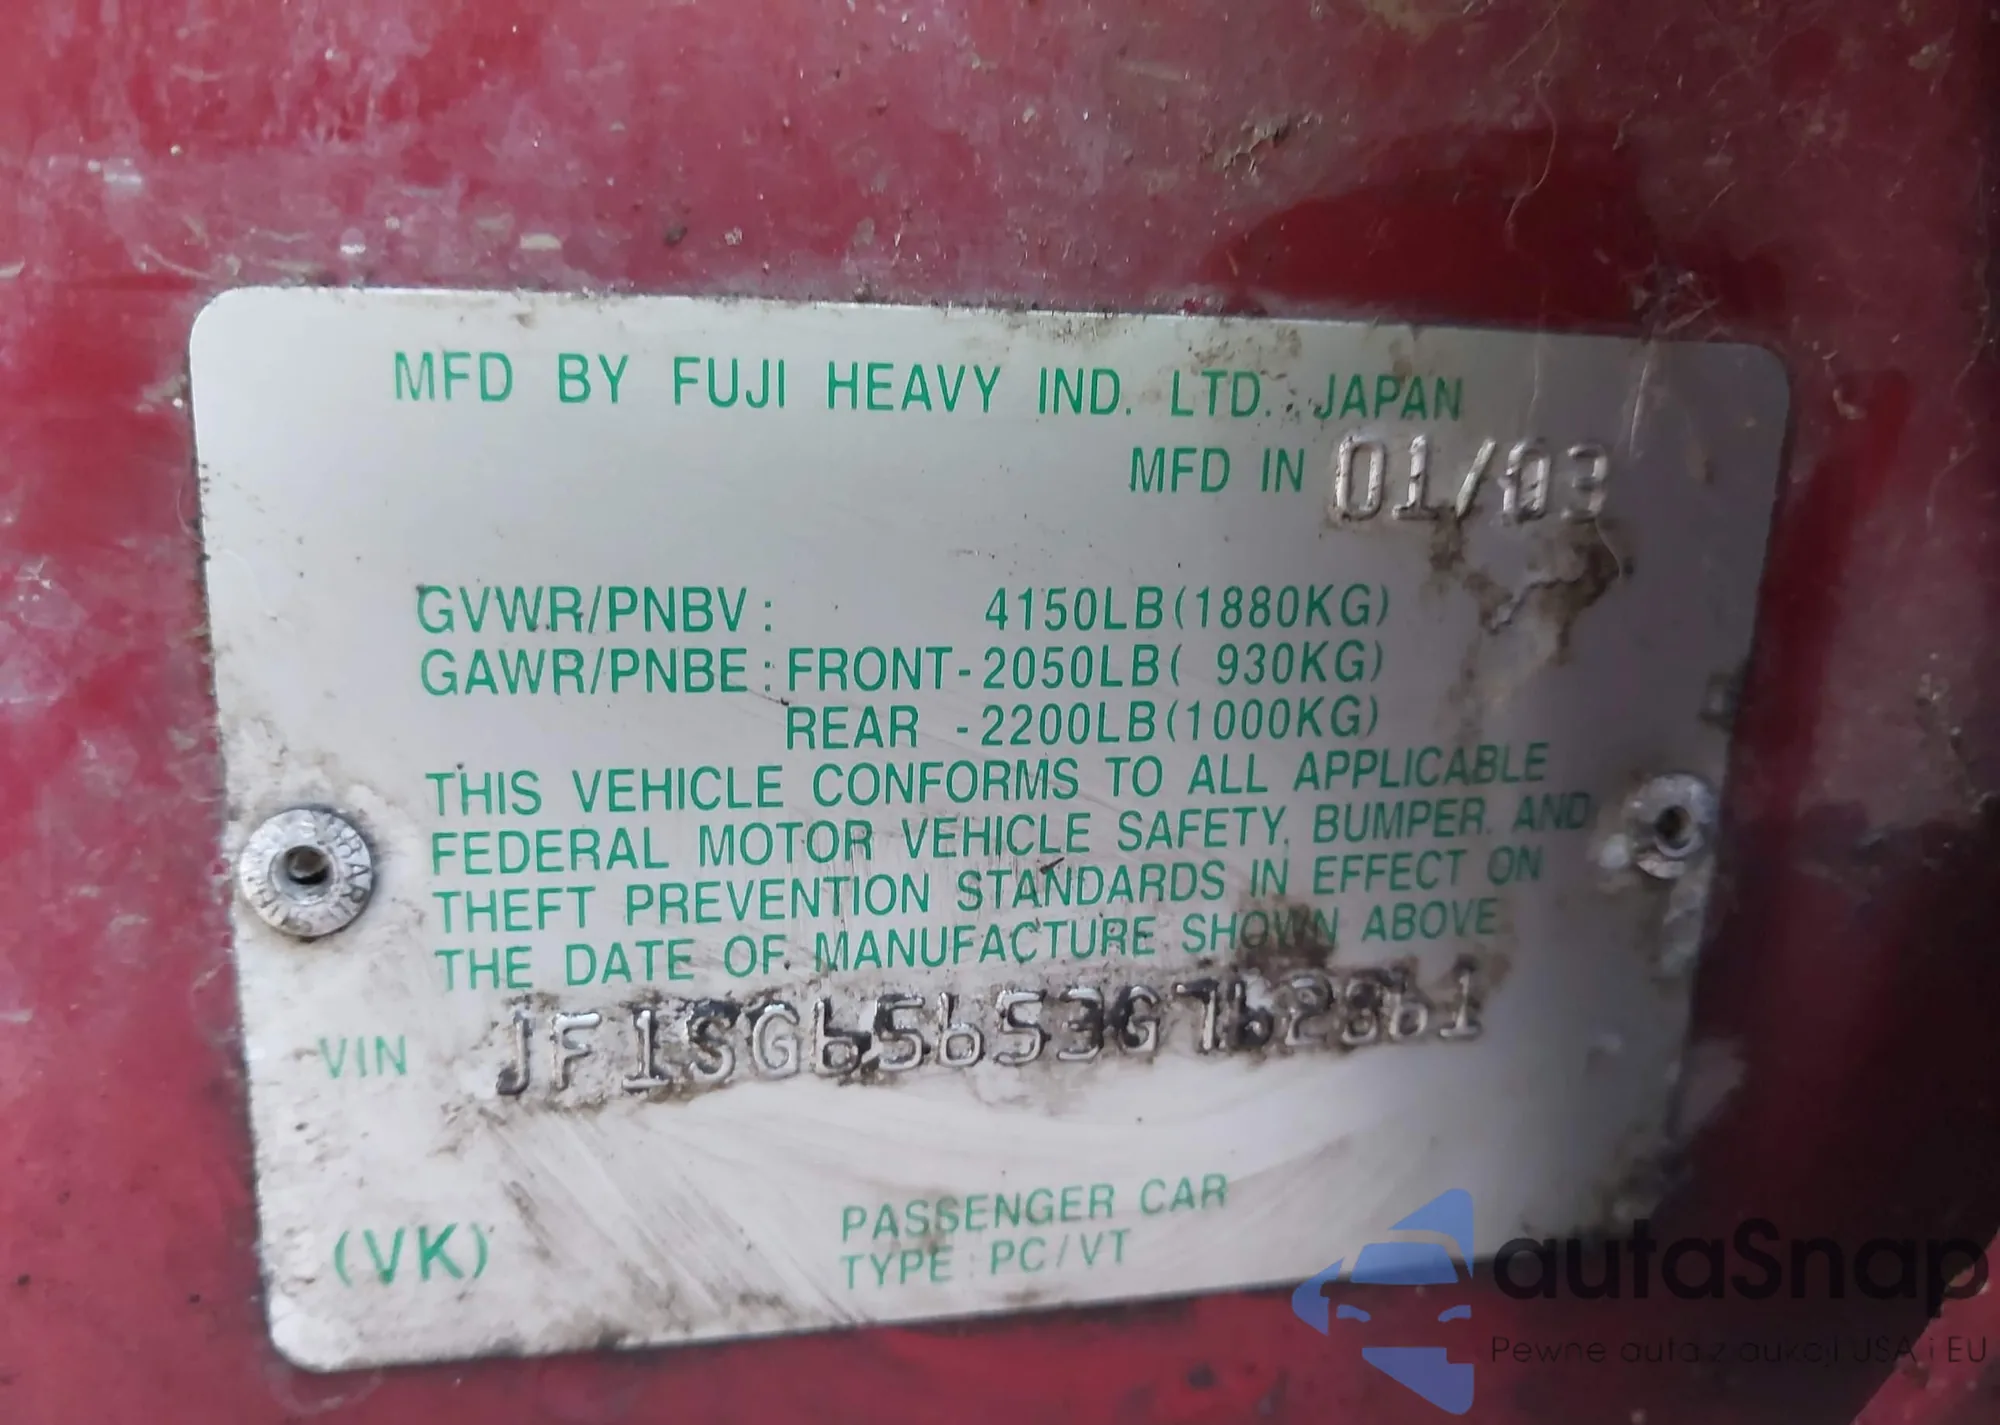 MFD BY FUJI HEAVY IND. LTD. JAPAN
MFD IN 01/03
GVWR/PNBV: 4150LB(1880KG)
GAWR/PNBE: FRONT-2050LB( 930KG)
REAR -2200LB(1000KG)
THIS VEHICLE CONFORMS TO ALL APPLICABLE
FEDERAL MOTOR VEHICLE SAFETY, BUMPER, AND
THEFT PREVENTION STANDARDS IN EFFECT ON
THE DATE OF MANUFACTURE SHOWN ABOVE.
VIN JF1SG65653G762361
(VK)
PASSENGER CAR
TYPE: PC/VT
autaSnap
Pewne auta z aukcji USA i EU